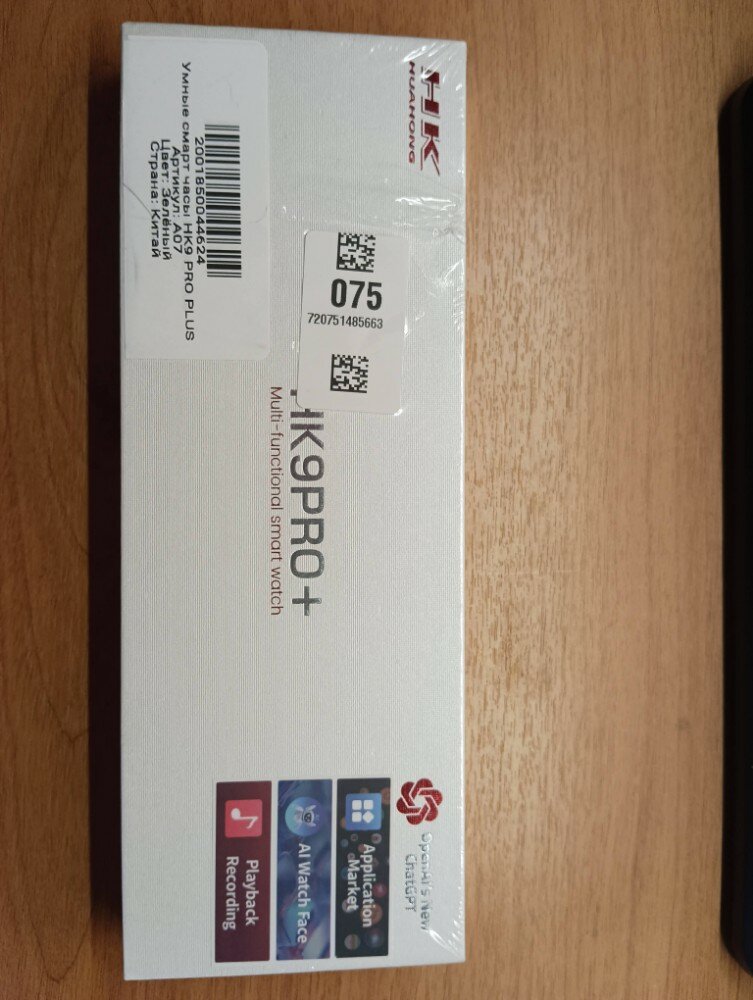 HK
HUAHONG
2001850044624
Умные смарт часы HK9 PRO PLUS
Артикул: A07
Цвет: Зелёный
Страна: Китай
075
720751485663
HK9PRO+
Multi-functional smart watch
OpenAI's New
ChatGPT
Application
Market
AI Watch Face
Playback
Recording